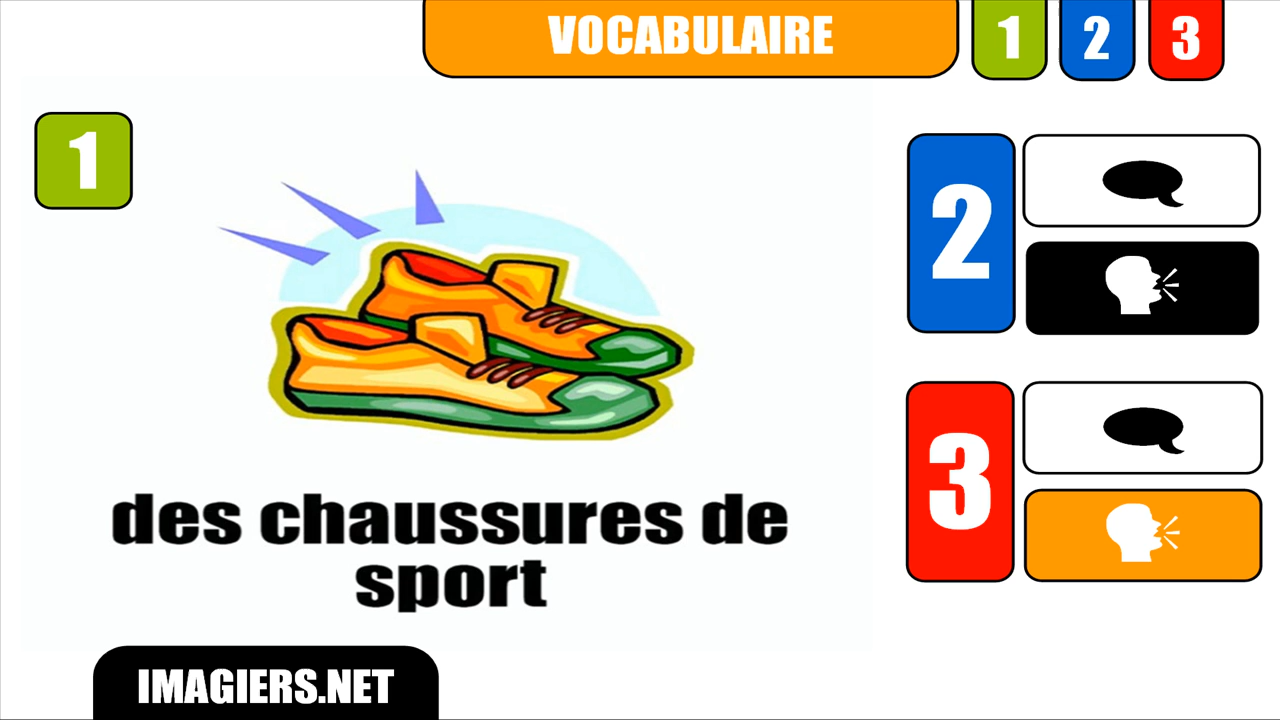 VOCABULAIRE
1 2 3
1
2
3
des chaussures de
sport
IMAGIERS.NET